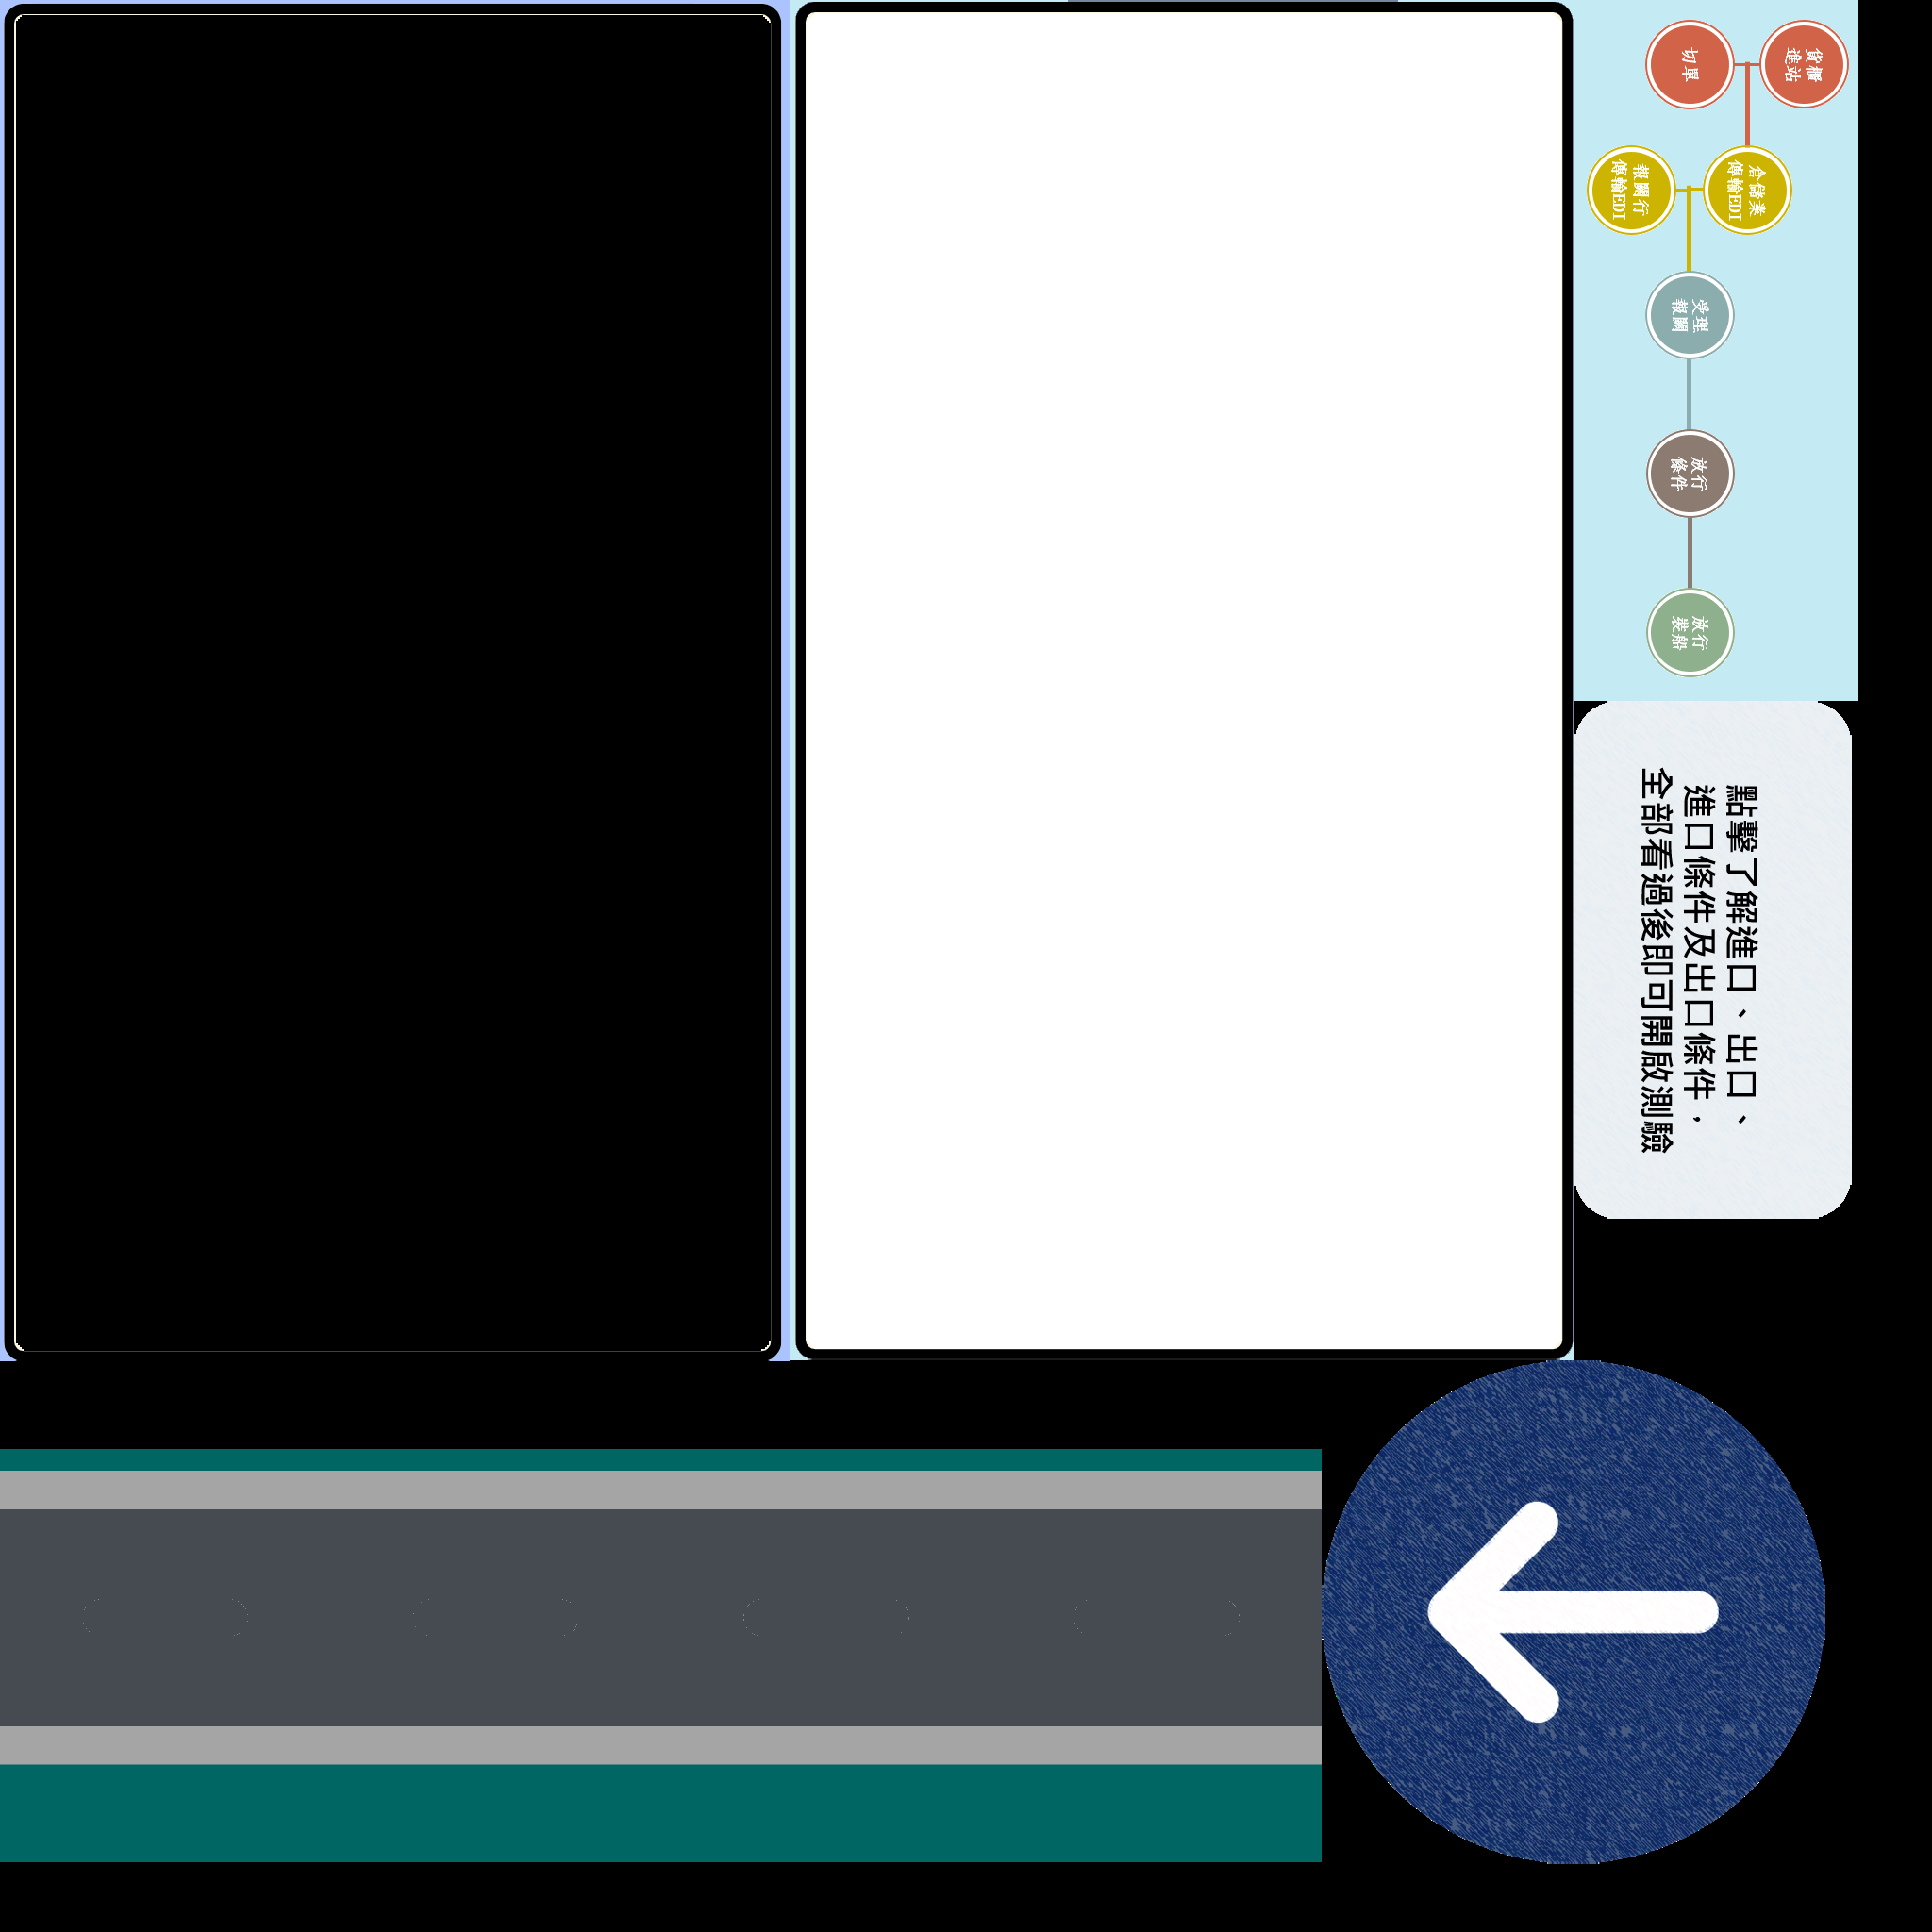 貨櫃
進站
切單
倉儲業
傳輸EDI
報關行
傳輸EDI
受理
報關
放行
條件
放行
裝船
點擊了解進口、出口、
進口條件及出口條件，
全部看過後即可開啟測驗